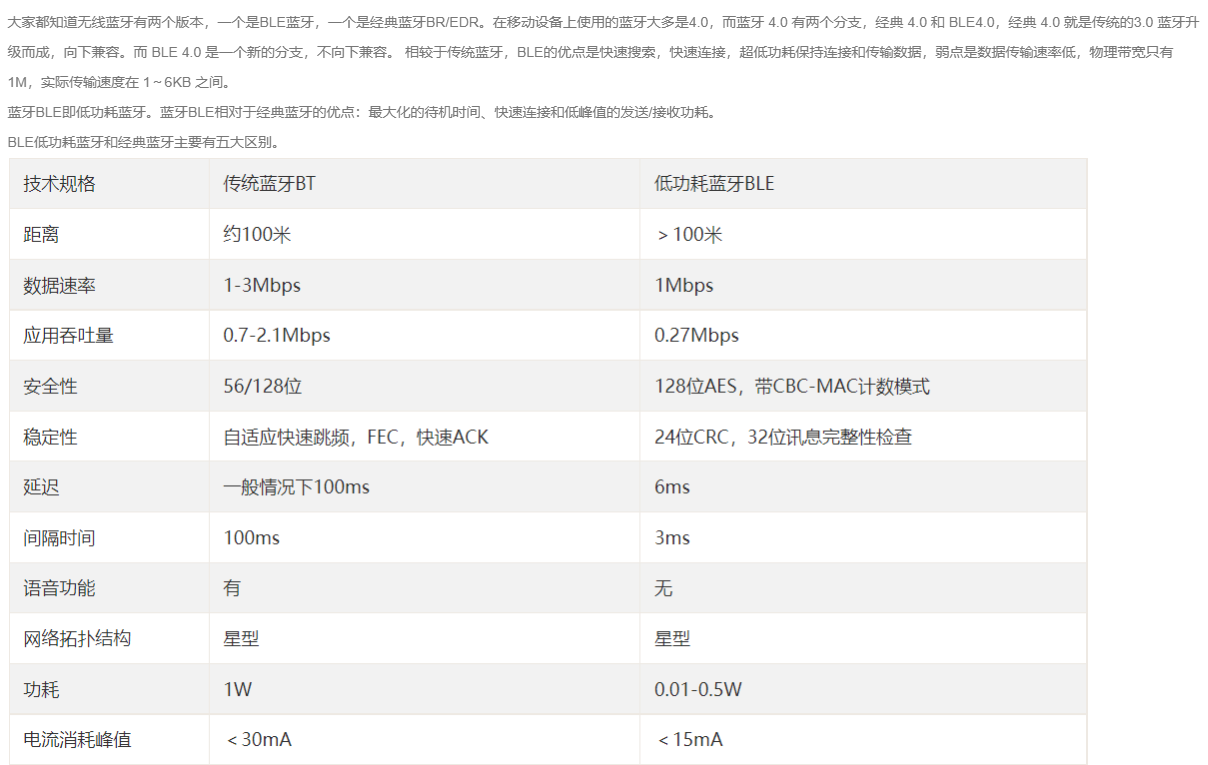 大家都知道无线蓝牙有两个版本，一个是BLE蓝牙，一个是经典蓝牙BR/EDR。在移动设备上使用的蓝牙大多是4.0，而蓝牙 4.0 有两个分支，经典 4.0 和 BLE4.0，经典 4.0 就是传统的3.0 蓝牙升
级而成，向下兼容。而 BLE 4.0 是一个新的分支，不向下兼容。 相较于传统蓝牙，BLE的优点是快速搜索，快速连接，超低功耗保持连接和传输数据，弱点是数据传输速率低，物理带宽只有
1M，实际传输速度在 1～6KB 之间。
蓝牙BLE即低功耗蓝牙。蓝牙BLE相对于经典蓝牙的优点：最大化的待机时间、快速连接和低峰值的发送/接收功耗。
BLE低功耗蓝牙和经典蓝牙主要有五大区别。
技术规格 传统蓝牙BT 低功耗蓝牙BLE
距离 约100米 ＞100米
数据速率 1-3Mbps 1Mbps
应用吞吐量 0.7-2.1Mbps 0.27Mbps
安全性 56/128位 128位AES，带CBC-MAC计数模式
稳定性 自适应快速跳频，FEC，快速ACK 24位CRC，32位讯息完整性检查
延迟 一般情况下100ms 6ms
间隔时间 100ms 3ms
语音功能 有 无
网络拓扑结构 星型 星型
功耗 1W 0.01-0.5W
电流消耗峰值 ＜30mA ＜15mA